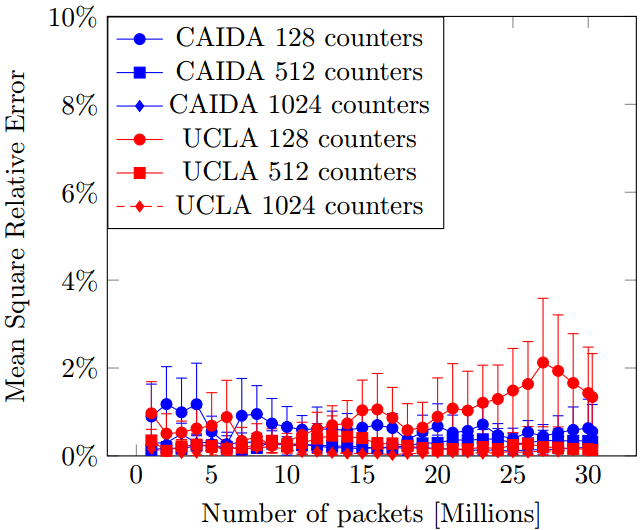 Mean Square Relative Error
10%
8%
6%
4%
2%
0%
CAIDA 128 counters
CAIDA 512 counters
CAIDA 1024 counters
UCLA 128 counters
UCLA 512 counters
UCLA 1024 counters
0 5 10 15 20 25 30
Number of packets [Millions]